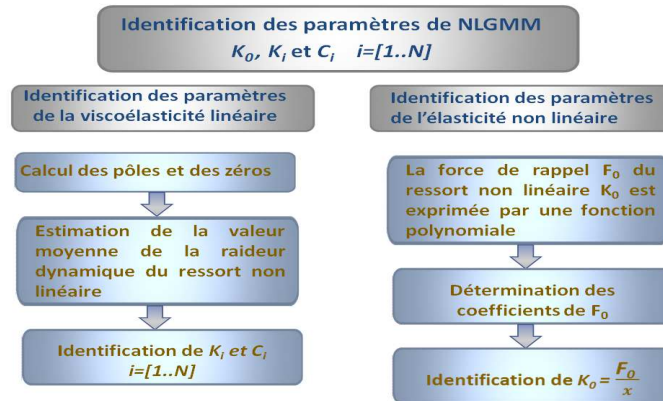 Identification des paramètres de NLGMM
K₀, Kᵢ et Cᵢ i=[1..N]
Identification des paramètres
de la viscoélasticité linéaire
Calcul des pôles et des zéros
Estimation de la valeur
moyenne de la raideur
dynamique du ressort non
linéaire
Identification de Kᵢ et Cᵢ
i=[1..N]
Identification des paramètres
de l'élasticité non linéaire
La force de rappel F₀ du
ressort non linéaire K₀ est
exprimée par une fonction
polynomiale
Détermination des
coefficients de F₀
Identification de K₀ = F₀/x